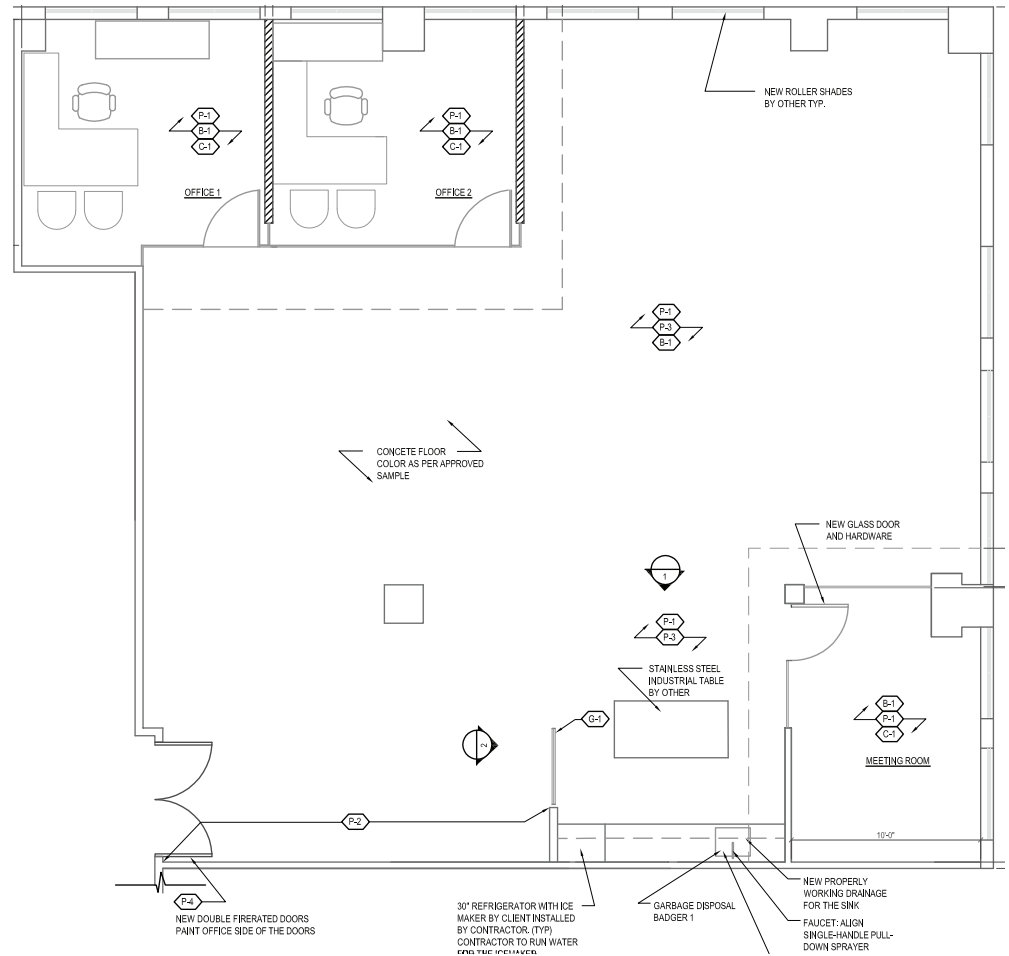 NEW ROLLER SHADES
BY OTHER TYP.
P-1
B-1
C-1
OFFICE 1
P-1
B-1
C-1
OFFICE 2
P-1
P-3
B-1
CONCETE FLOOR
COLOR AS PER APPROVED
SAMPLE
NEW GLASS DOOR
AND HARDWARE
1
P-1
P-3
STAINLESS STEEL
INDUSTRIAL TABLE
BY OTHER
G-1
B-1
P-1
C-1
MEETING ROOM
2
P-2
10'-0"
P-4
NEW DOUBLE FIRERATED DOORS
PAINT OFFICE SIDE OF THE DOORS
30" REFRIGERATOR WITH ICE
MAKER BY CLIENT INSTALLED
BY CONTRACTOR. (TYP)
CONTRACTOR TO RUN WATER
FOR THE ICEMAKER
GARBAGE DISPOSAL
BADGER 1
NEW PROPERLY
WORKING DRAINAGE
FOR THE SINK
FAUCET: ALIGN
SINGLE-HANDLE PULL-
DOWN SPRAYER